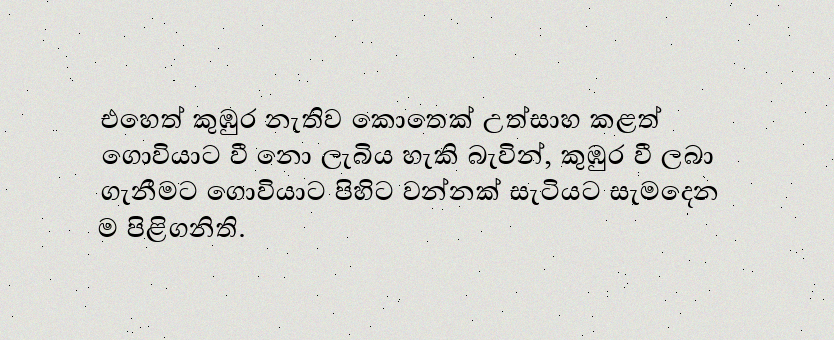 එහෙත් කුඹුර නැතිව කොතෙක් උත්සාහ කළත්
ගොවියාට වී නො ලැබිය හැකි බැවින්, කුඹුර වී ලබා
ගැනීමට ගොවියාට පිහිට වන්නක් සැටියට සැමදෙන
ම පිළිගනිති.